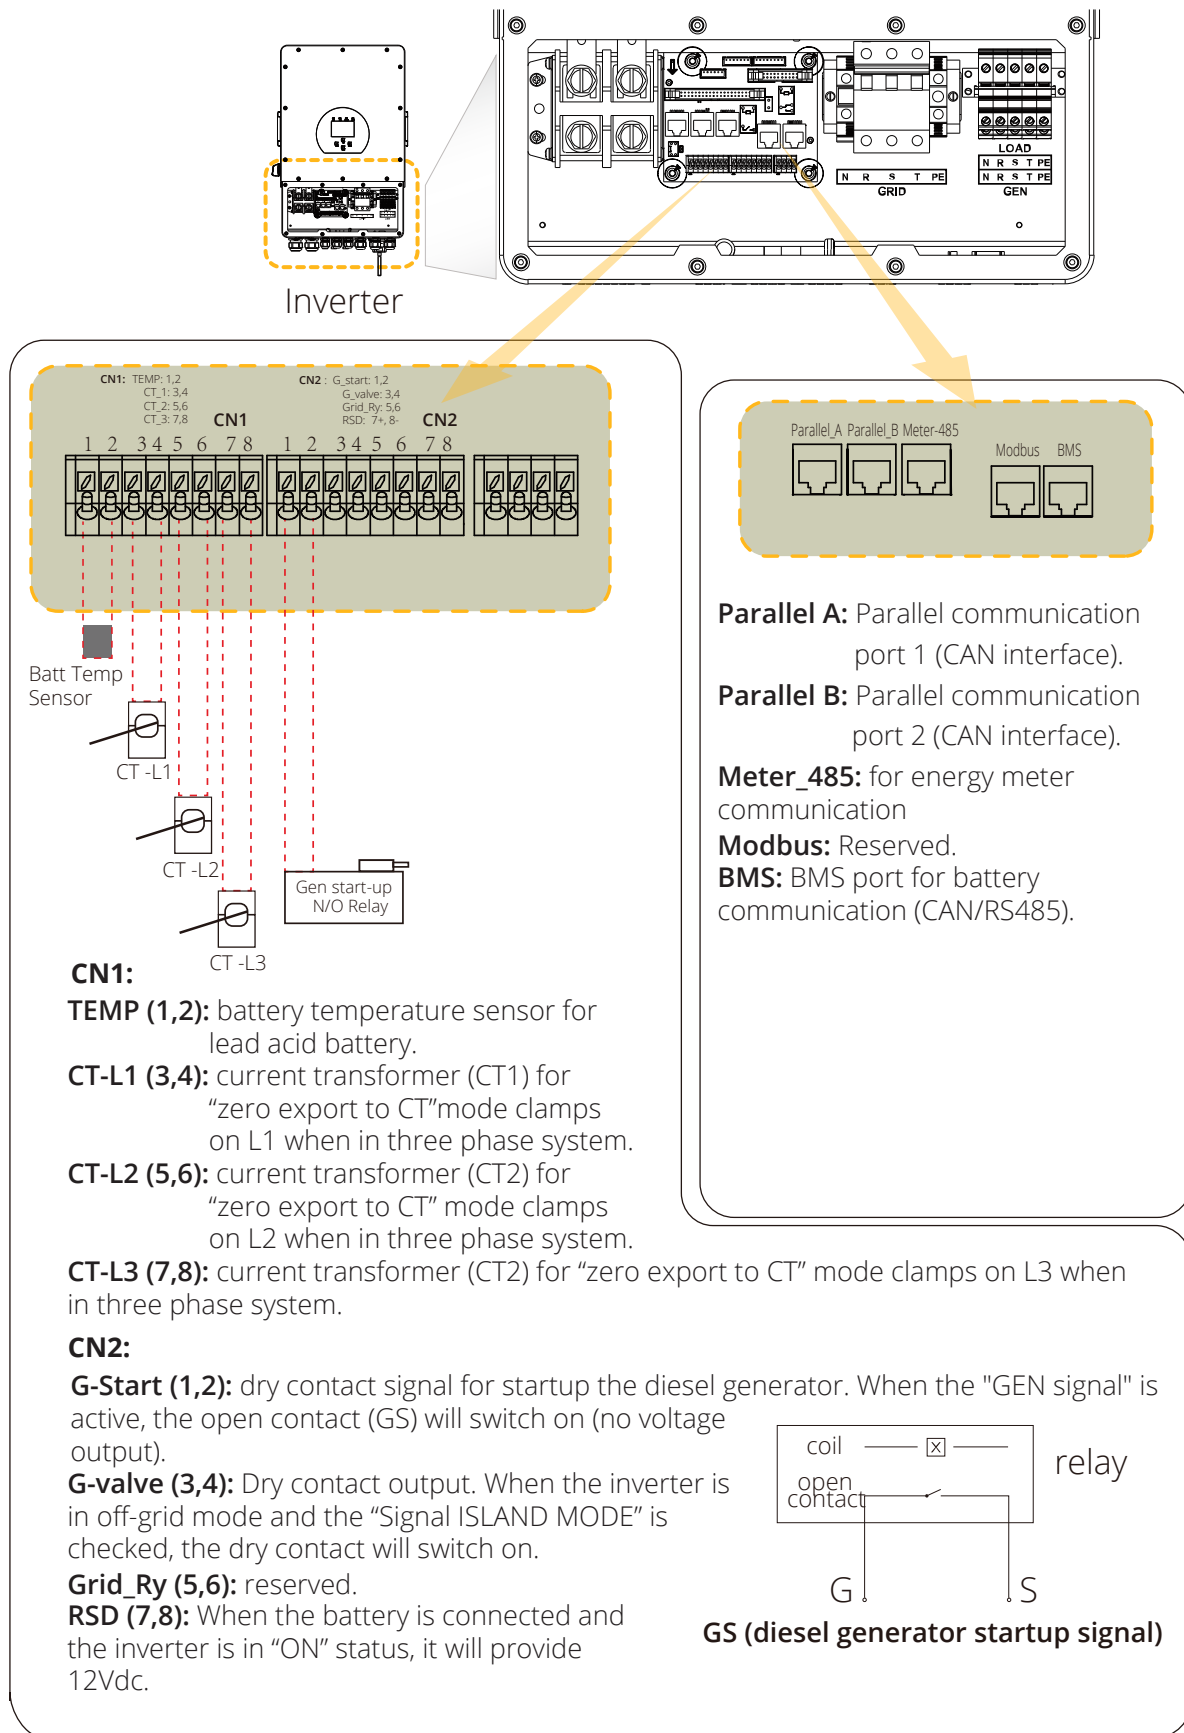 LOAD
N R S T PE
N R S T PE
GEN
N R S T PE
GRID
Inverter
CN1: TEMP: 1,2
CT_1: 3,4
CT_2: 5,6
CT_3: 7,8
CN1
CN2 : G_start: 1,2
G_valve: 3,4
Grid_Ry: 5,6
RSD: 7+, 8-
CN2
1 2 3 4 5 6 7 8
1 2 3 4 5 6 7 8
Batt Temp
Sensor
CT -L1
CT -L2
CT -L3
Gen start-up
N/O Relay
Parallel_A Parallel_B Meter-485
Modbus BMS
Parallel A: Parallel communication
port 1 (CAN interface).
Parallel B: Parallel communication
port 2 (CAN interface).
Meter_485: for energy meter
communication
Modbus: Reserved.
BMS: BMS port for battery
communication (CAN/RS485).
CN1:
TEMP (1,2): battery temperature sensor for
lead acid battery.
CT-L1 (3,4): current transformer (CT1) for
“zero export to CT”mode clamps
on L1 when in three phase system.
CT-L2 (5,6): current transformer (CT2) for
“zero export to CT” mode clamps
on L2 when in three phase system.
CT-L3 (7,8): current transformer (CT2) for “zero export to CT” mode clamps on L3 when
in three phase system.
CN2:
G-Start (1,2): dry contact signal for startup the diesel generator. When the "GEN signal" is
active, the open contact (GS) will switch on (no voltage
output).
G-valve (3,4): Dry contact output. When the inverter is
in off-grid mode and the “Signal ISLAND MODE” is
checked, the dry contact will switch on.
Grid_Ry (5,6): reserved.
RSD (7,8): When the battery is connected and
the inverter is in “ON” status, it will provide
12Vdc.
coil
x
open
contact
relay
G S
GS (diesel generator startup signal)